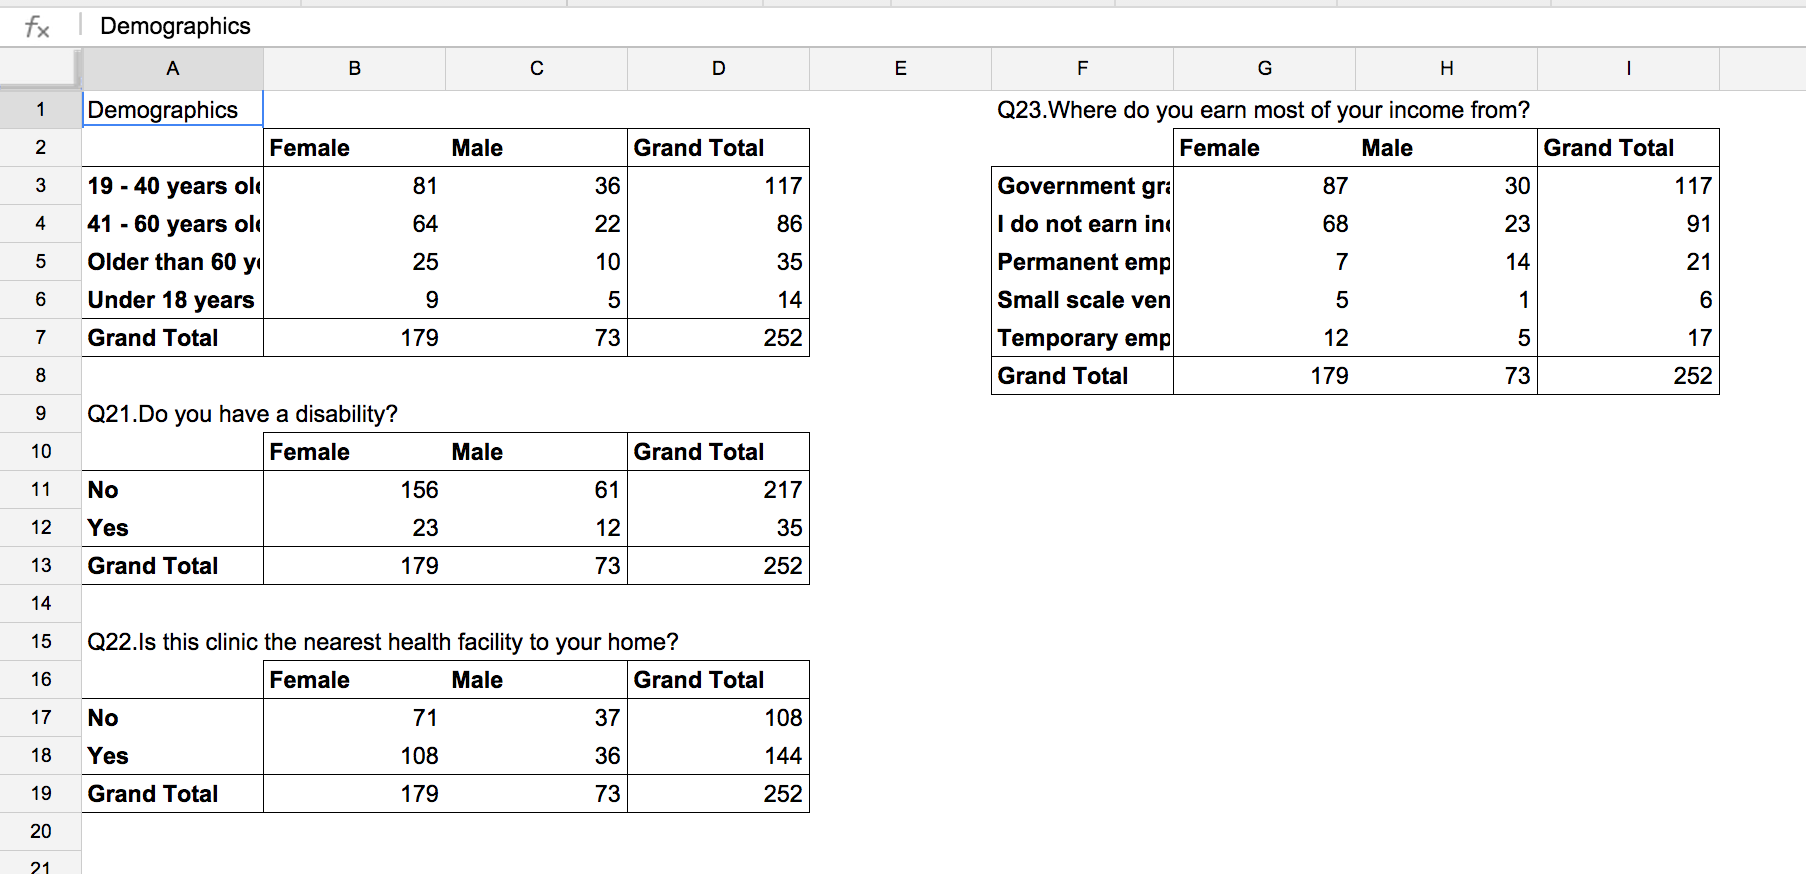 fx Demographics
A B C D E F G H I
1 Demographics Q23.Where do you earn most of your income from?
2 Female Male Grand Total Female Male Grand Total
3 19 - 40 years 81 36 117 Government 87 30 117
4 41 - 60 years 64 22 86 I do not earn 68 23 91
5 Older than 60 25 10 35 Permanent 7 14 21
6 Under 18 years 9 5 14 Small scale 5 1 6
7 Grand Total 179 73 252 Temporary 12 5 17
8 Grand Total 179 73 252
9 Q21.Do you have a disability?
10 Female Male Grand Total
11 No 156 61 217
12 Yes 23 12 35
13 Grand Total 179 73 252
14
15 Q22.Is this clinic the nearest health facility to your home?
16 Female Male Grand Total
17 No 71 37 108
18 Yes 108 36 144
19 Grand Total 179 73 252
20
21